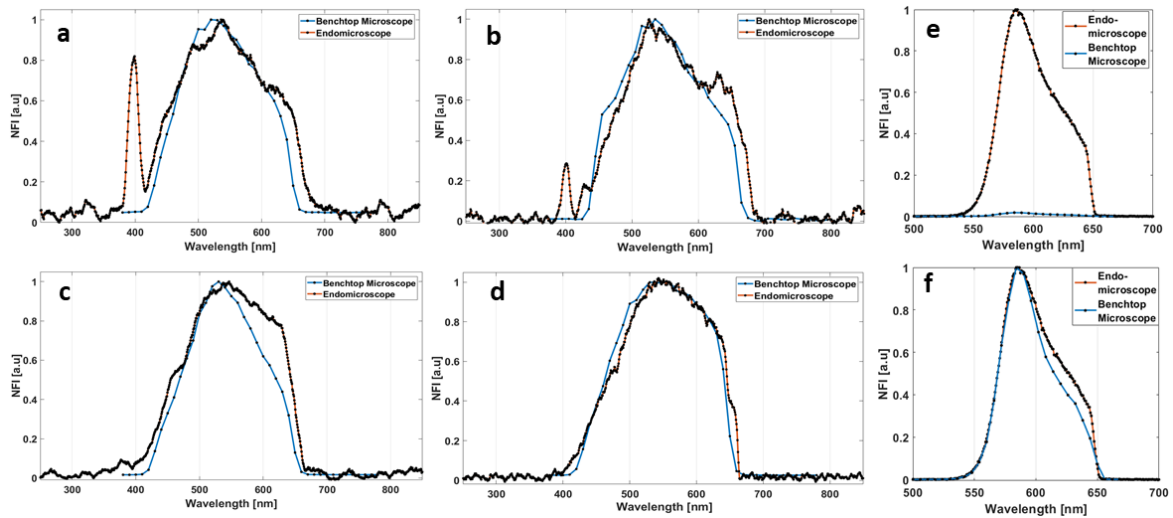 a
Benchtop Microscope
Endomicroscope
NFI [a.u]
1
0.8
0.6
0.4
0.2
0
300 400 500 600 700 800
Wavelength [nm]
b
Benchtop Microscope
Endomicroscope
NFI [a.u]
1
0.8
0.6
0.4
0.2
0
300 400 500 600 700 800
Wavelength [nm]
e
Endo-
microscope
Benchtop
Microscope
NFI [a.u]
1
0.8
0.6
0.4
0.2
0
500 550 600 650 700
Wavelength [nm]
c
Benchtop Microscope
Endomicroscope
NFI [a.u]
1
0.8
0.6
0.4
0.2
0
300 400 500 600 700 800
Wavelength [nm]
d
Benchtop Microscope
Endomicroscope
NFI [a.u]
1
0.8
0.6
0.4
0.2
0
300 400 500 600 700 800
Wavelength [nm]
f
Endo-
microscope
Benchtop
Microscope
NFI [a.u]
1
0.8
0.6
0.4
0.2
0
500 550 600 650 700
Wavelength [nm]